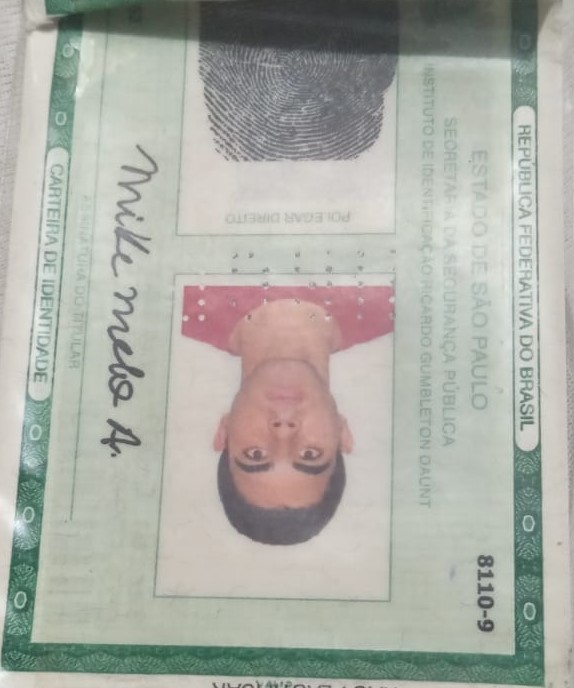 REPÚBLICA FEDERATIVA DO BRASIL
ESTADO DE SÃO PAULO
SECRETARIA DA SEGURANÇA PÚBLICA
INSTITUTO DE IDENTIFICAÇÃO RICARDO GUMBLETON DAUNT
8110-9
POLEGAR DIREITO
Mike Melo A.
ASSINATURA DO TITULAR
CARTEIRA DE IDENTIDADE